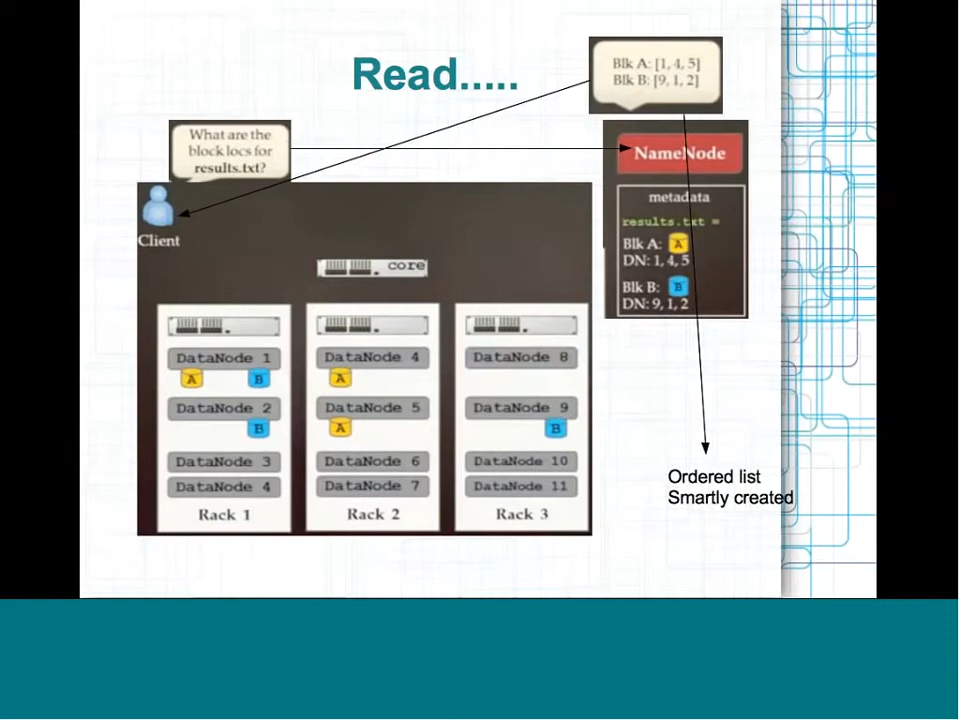 Read.....
Blk A: [1, 4, 5]
Blk B: [9, 1, 2]
What are the
block locs for
results.txt?
NameNode
metadata
results.txt =
Blk A: A
DN: 1, 4, 5
Blk B: B
DN: 9, 1, 2
Client
core
DataNode 1
A B
DataNode 2
B
DataNode 3
DataNode 4
Rack 1
DataNode 4
A
DataNode 5
A
DataNode 6
DataNode 7
Rack 2
DataNode 8
DataNode 9
B
DataNode 10
DataNode 11
Rack 3
Ordered list
Smartly created